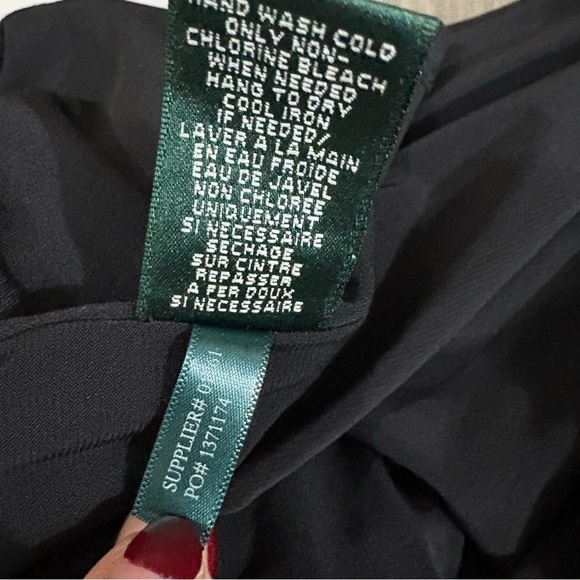 HAND WASH COLD
ONLY NON-
CHLORINE BLEACH
WHEN NEEDED
HANG TO DRY
COOL IRON
IF NEEDED/
LAVER A LA MAIN
EN EAU FROIDE
EAU DE JAVEL
NON CHLOREE
UNIQUEMENT
SI NECESSAIRE
SECHAGE
SUR CINTRE
REPASSER
A FER DOUX
SI NECESSAIRE
SUPPLIER#
PO# 1371174